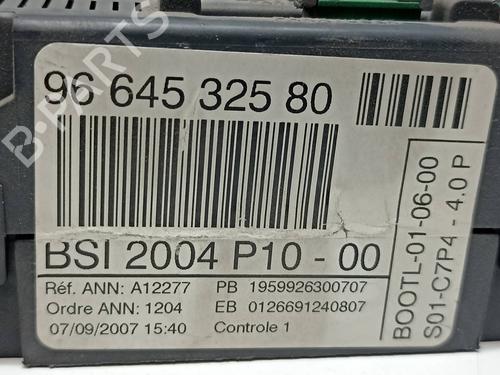 96 645 325 80
BSI 2004 P10 - 00
Réf. ANN: A12277 PB 1959926300707
Ordre ANN: 1204 EB 0126691240807
07/09/2007 15:40 Controle 1
BOOTL-01-06-00
S01-C7P4 - 4.0 P
B-PARTS